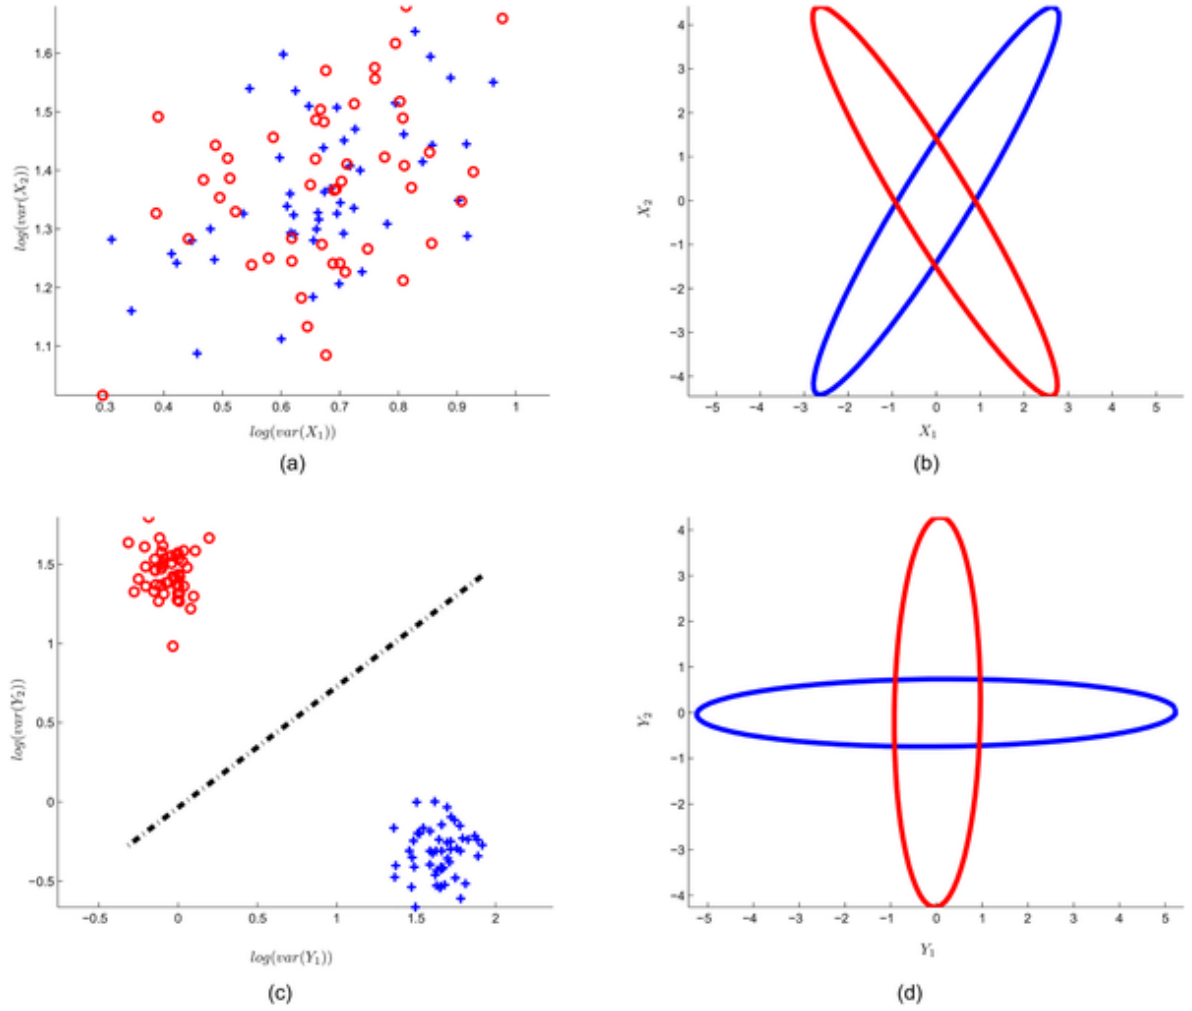 log(var(X₂))
1.6
1.5
1.4
1.3
1.2
1.1
0.3 0.4 0.5 0.6 0.7 0.8 0.9 1
log(var(X₁))
(a)
X₂
4
3
2
1
0
−1
−2
−3
−4
−5 −4 −3 −2 −1 0 1 2 3 4 5
X₁
(b)
log(var(Y₂))
1.5
1
0.5
0
−0.5
−0.5 0 0.5 1 1.5 2
log(var(Y₁))
(c)
Y₂
4
3
2
1
0
−1
−2
−3
−4
−5 −4 −3 −2 −1 0 1 2 3 4 5
Y₁
(d)